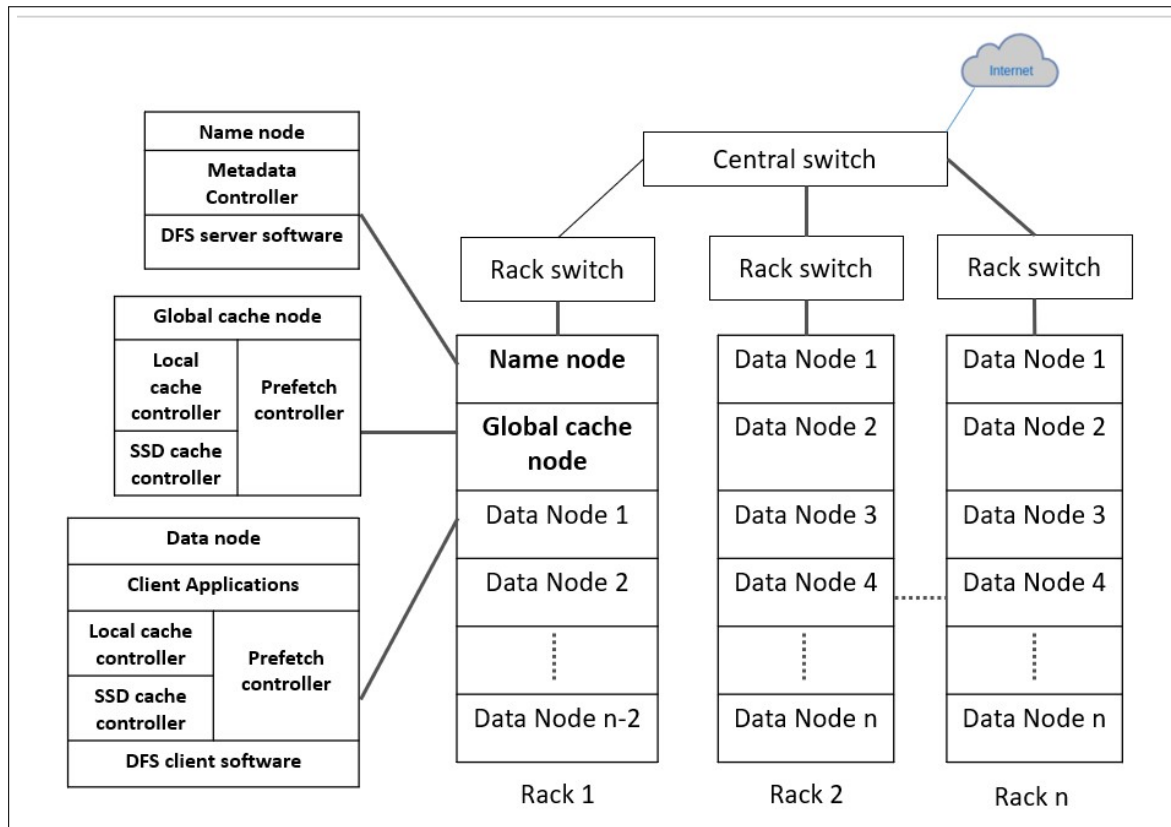 Internet
Central switch
Rack switch
Rack switch
Rack switch
Name node
Metadata
Controller
DFS server software
Global cache node
Local
cache
controller
SSD cache
controller
Prefetch
controller
Data node
Client Applications
Local cache
controller
SSD cache
controller
Prefetch
controller
DFS client software
Name node
Global cache
node
Data Node 1
Data Node 2
Data Node n-2
Rack 1
Data Node 1
Data Node 2
Data Node 3
Data Node 4
Data Node n
Rack 2
Data Node 1
Data Node 2
Data Node 3
Data Node 4
Data Node n
Rack n